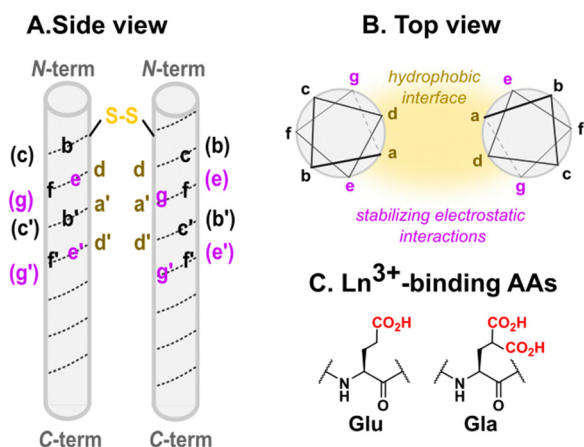 A.Side view
N-term
N-term
S-S
b
(c)
c
(b)
e
d
d
(e)
f
f
(g)
a'
a'
g
b'
(c')
c'
(b')
e'
d'
d'
(e')
f'
f'
(g')
g'
C-term
C-term
B. Top view
g
hydrophobic
interface
e
c
b
d
a
f
f
a
d
b
c
e
g
stabilizing electrostatic
interactions
C. Ln3+-binding AAs
CO₂H
CO₂H
CO₂H
N
H
O
N
H
O
Glu
Gla